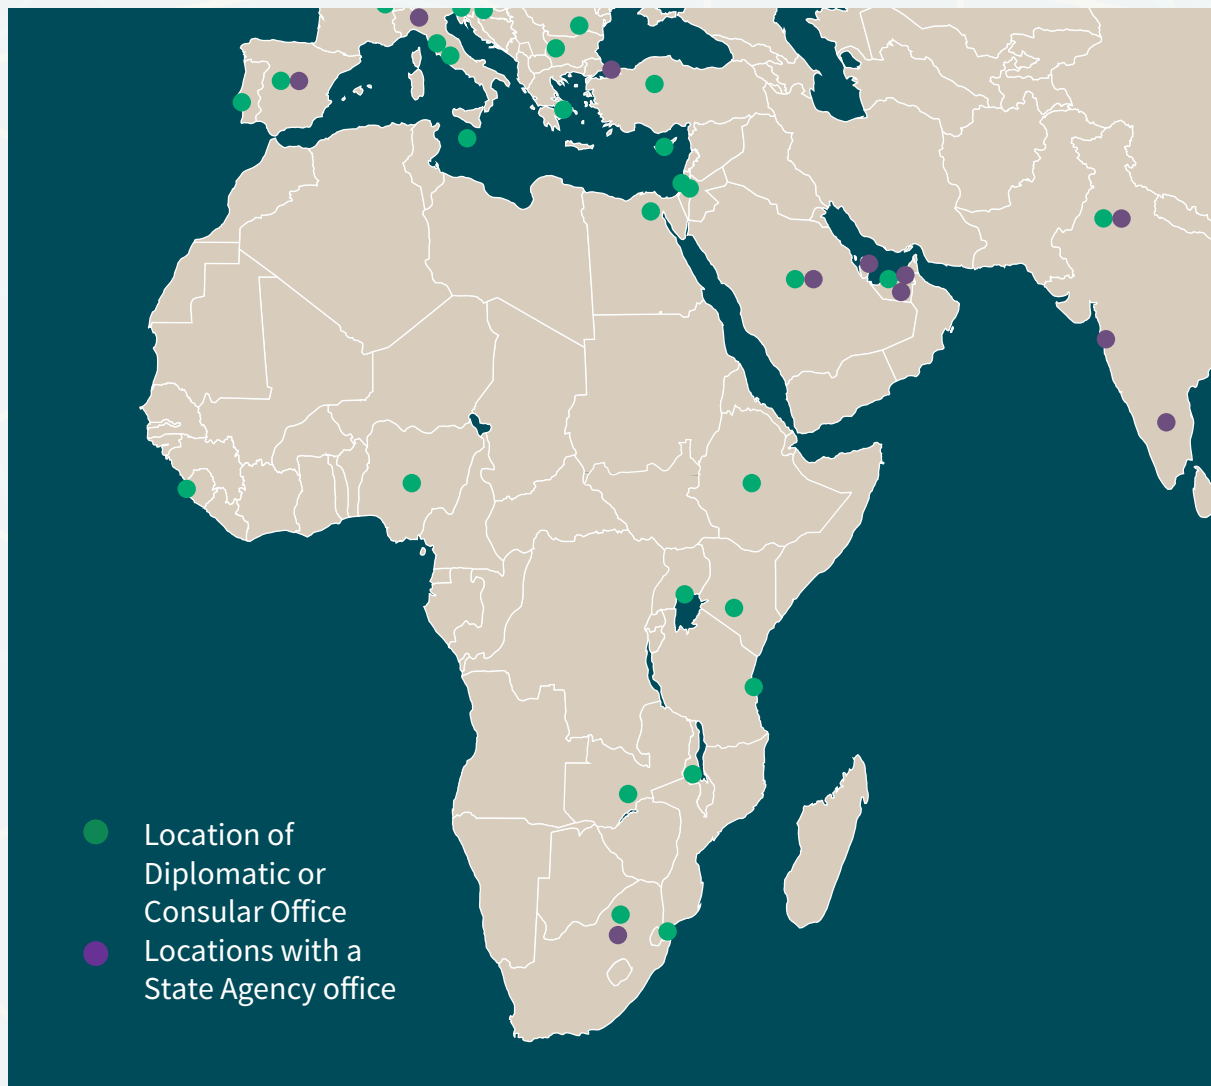 Location of
Diplomatic or
Consular Office
Locations with a
State Agency office